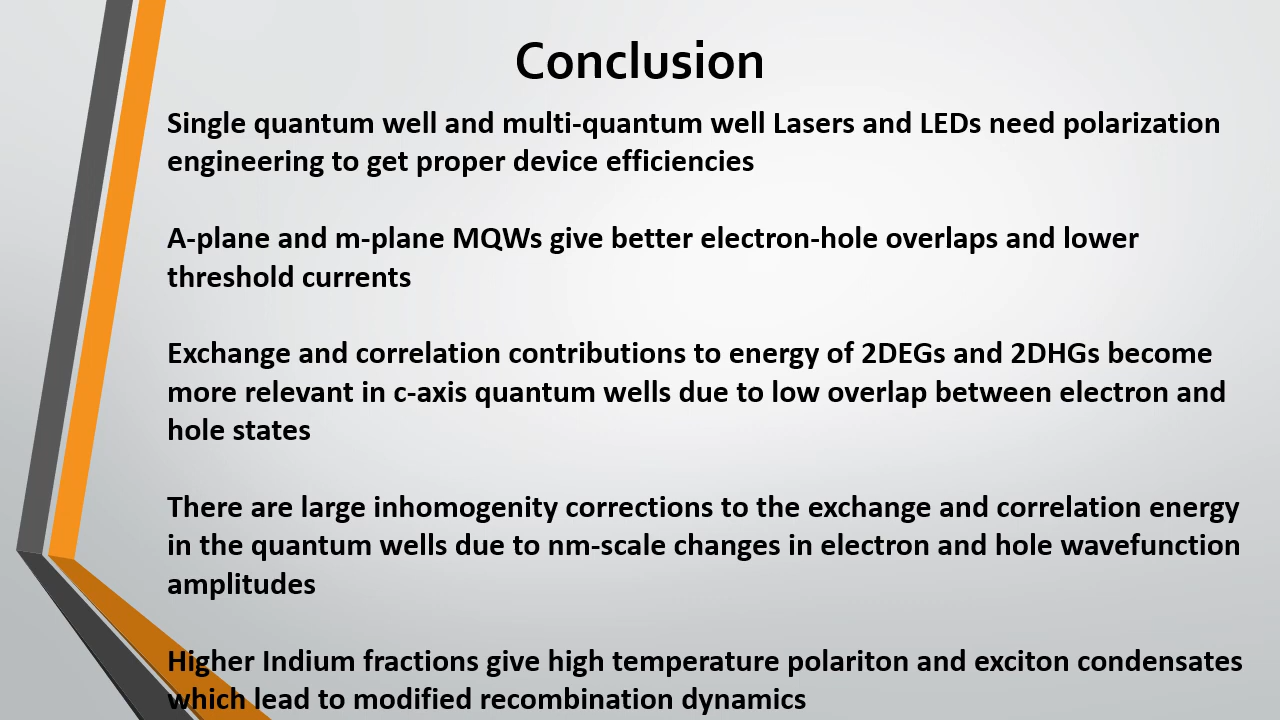 Conclusion
Single quantum well and multi-quantum well Lasers and LEDs need polarization
engineering to get proper device efficiencies
A-plane and m-plane MQWs give better electron-hole overlaps and lower
threshold currents
Exchange and correlation contributions to energy of 2DEGs and 2DHGs become
more relevant in c-axis quantum wells due to low overlap between electron and
hole states
There are large inhomogenity corrections to the exchange and correlation energy
in the quantum wells due to nm-scale changes in electron and hole wavefunction
amplitudes
Higher Indium fractions give high temperature polariton and exciton condensates
which lead to modified recombination dynamics